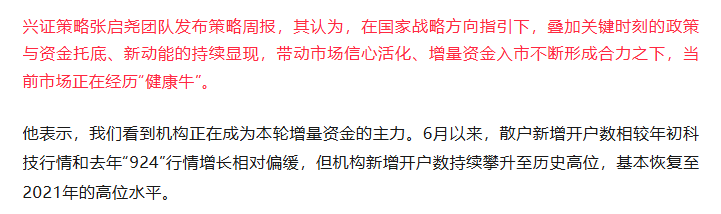 兴证策略张启尧团队发布策略周报，其认为，在国家战略方向指引下，叠加关键时刻的政策
与资金托底、新动能的持续显现，带动市场信心活化、增量资金入市不断形成合力之下，当
前市场正在经历“健康牛”。
他表示，我们看到机构正在成为本轮增量资金的主力。6月以来，散户新增开户数相较年初科
技行情和去年“924”行情增长相对偏缓，但机构新增开户数持续攀升至历史高位，基本恢复至
2021年的高位水平。